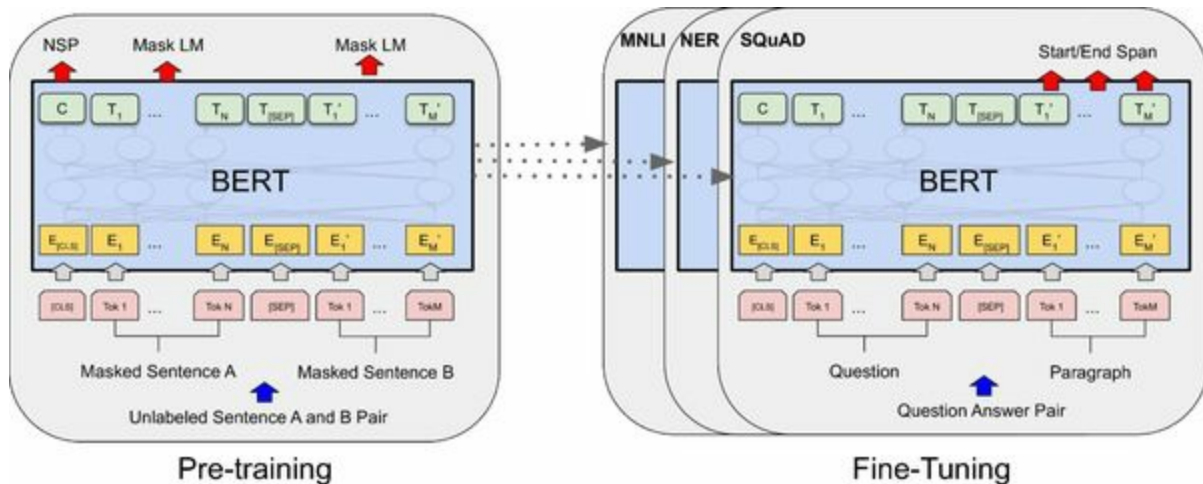 NSP Mask LM Mask LM
C T1 ... TN T[SEP] T1' ... TM'
BERT
E[CLS] E1 ... EN E[SEP] E1' ... EM'
[CLS] Tok 1 ... Tok N [SEP] Tok 1 ... TokM
Masked Sentence A Masked Sentence B
Unlabeled Sentence A and B Pair
Pre-training
MNLI NER SQuAD
Start/End Span
C T1 ... TN T[SEP] T1' ... TM'
BERT
E[CLS] E1 ... EN E[SEP] E1' ... EM'
[CLS] Tok 1 ... Tok N [SEP] Tok 1 ... TokM
Question Paragraph
Question Answer Pair
Fine-Tuning